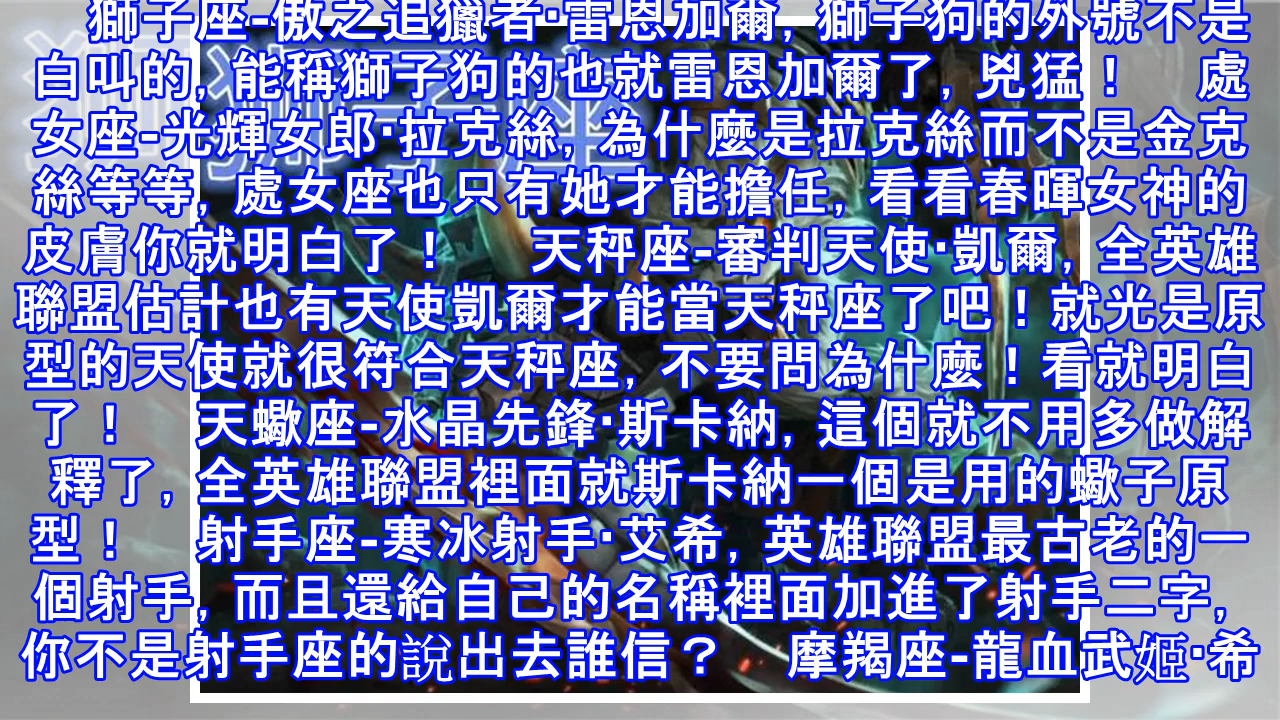 獅子座-傲之追獵者·雷恩加爾, 獅子狗的外號不是
白叫的, 能稱獅子狗的也就雷恩加爾了, 兇猛！ 處
女座-光輝女郎·拉克絲, 為什麼是拉克絲而不是金克
絲等等, 處女座也只有她才能擔任, 看看春暉女神的
皮膚你就明白了！ 天秤座-審判天使·凱爾, 全英雄
聯盟估計也有天使凱爾才能當天秤座了吧！就光是原
型的天使就很符合天秤座, 不要問為什麼！看就明白
了！ 天蠍座-水晶先鋒·斯卡納, 這個就不用多做解
釋了, 全英雄聯盟裡面就斯卡納一個是用的蠍子原
型！ 射手座-寒冰射手·艾希, 英雄聯盟最古老的一
個射手, 而且還給自己的名稱裡面加進了射手二字,
你不是射手座的說出去誰信？ 摩羯座-龍血武姬·希